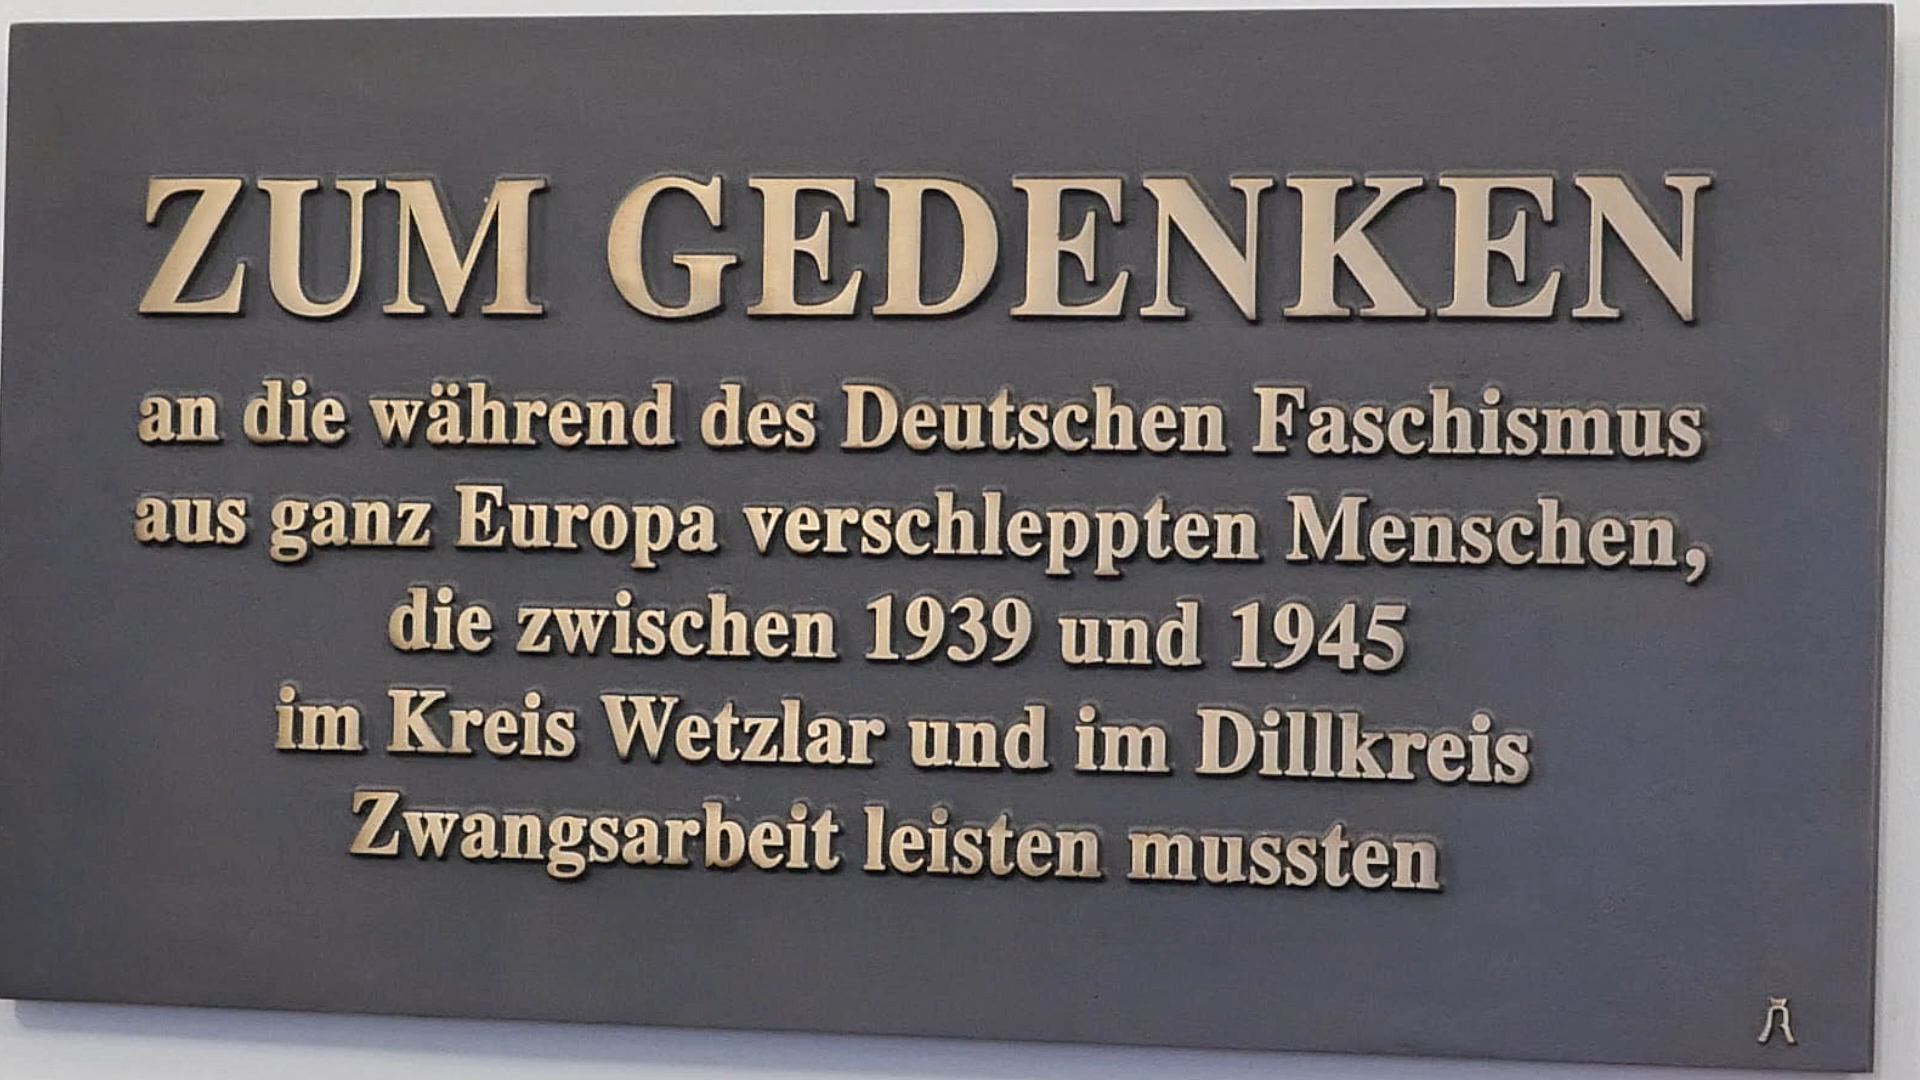 ZUM GEDENKEN
an die während des Deutschen Faschismus
aus ganz Europa verschleppten Menschen,
die zwischen 1939 und 1945
im Kreis Wetzlar und im Dillkreis
Zwangsarbeit leisten mussten